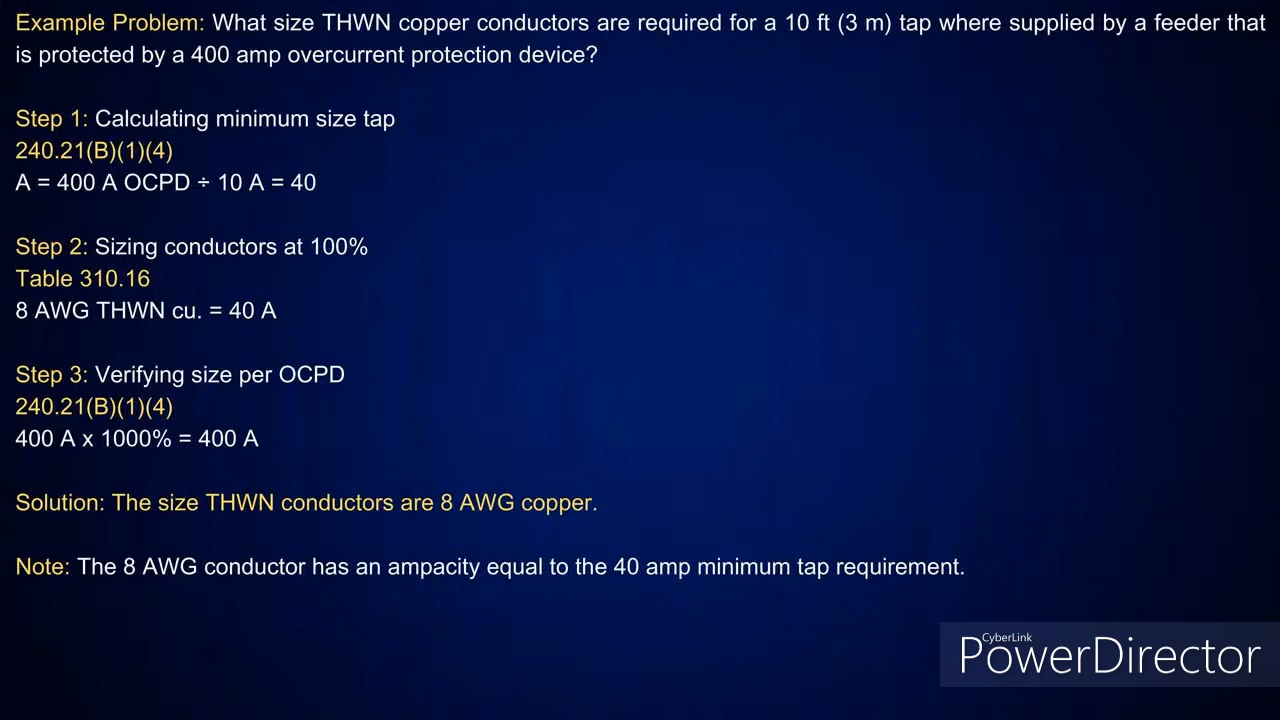 Example Problem: What size THWN copper conductors are required for a 10 ft (3 m) tap where supplied by a feeder that
is protected by a 400 amp overcurrent protection device?
Step 1: Calculating minimum size tap
240.21(B)(1)(4)
A = 400 A OCPD ÷ 10 A = 40
Step 2: Sizing conductors at 100%
Table 310.16
8 AWG THWN cu. = 40 A
Step 3: Verifying size per OCPD
240.21(B)(1)(4)
400 A x 1000% = 400 A
Solution: The size THWN conductors are 8 AWG copper.
Note: The 8 AWG conductor has an ampacity equal to the 40 amp minimum tap requirement.
CyberLink
PowerDirector